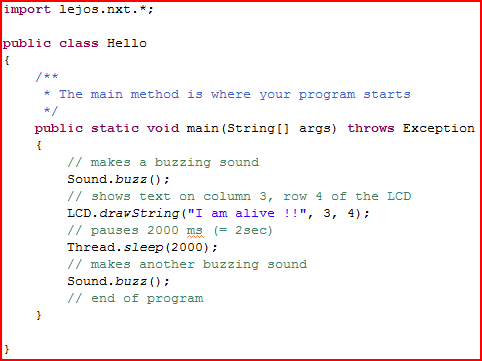 import lejos.nxt.*;

public class Hello
{
    /**
     * The main method is where your program starts
     */
    public static void main(String[] args) throws Exception
    {
        // makes a buzzing sound
        Sound.buzz();
        // shows text on column 3, row 4 of the LCD
        LCD.drawString("I am alive !!", 3, 4);
        // pauses 2000 ms (= 2sec)
        Thread.sleep(2000);
        // makes another buzzing sound
        Sound.buzz();
        // end of program
    }

}